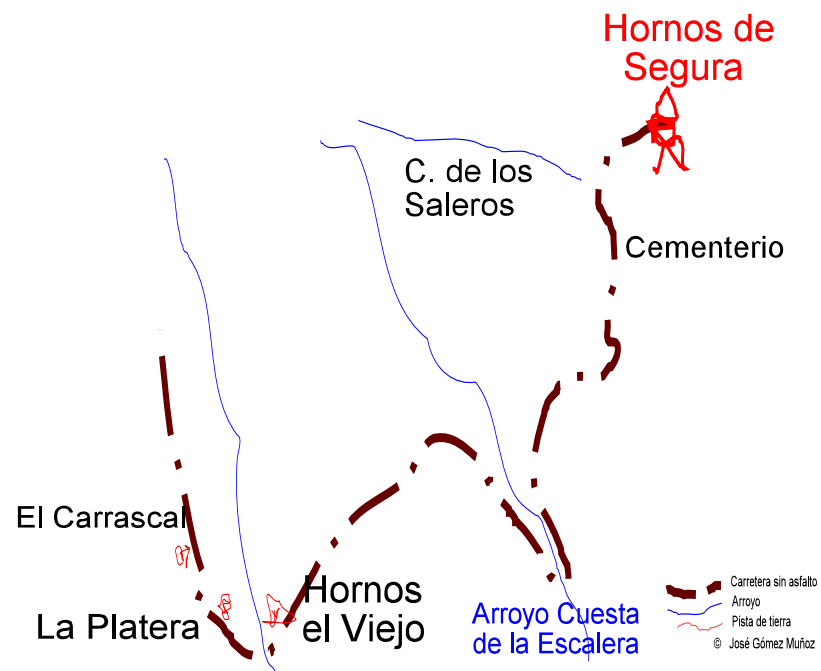 Hornos de
Segura
C. de los
Saleros
Cementerio
El Carrascal
La Platera
Hornos
el Viejo
Arroyo Cuesta
de la Escalera
Carretera sin asfalto
Arroyo
Pista de tierra
© José Gómez Muñoz